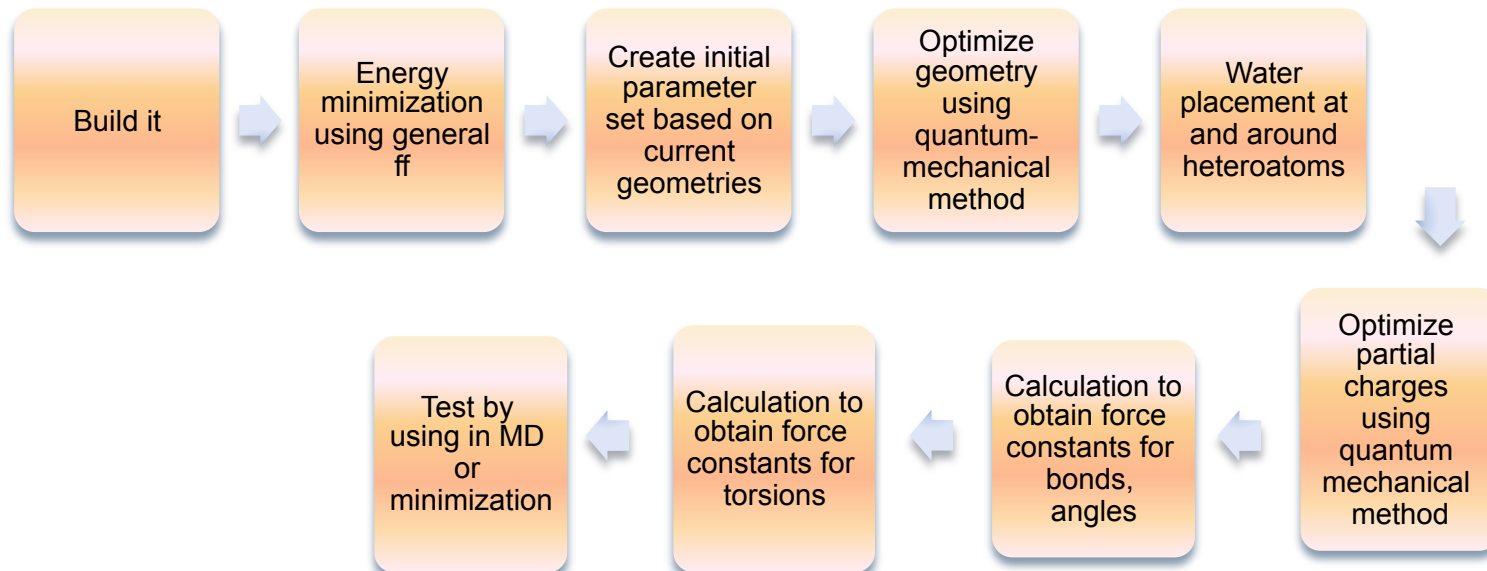 Build it
Energy
minimization
using general
ff
Create initial
parameter
set based on
current
geometries
Optimize
geometry
using
quantum-
mechanical
method
Water
placement at
and around
heteroatoms
Optimize
partial
charges
using
quantum
mechanical
method
Calculation to
obtain force
constants for
bonds,
angles
Calculation to
obtain force
constants for
torsions
Test by
using in MD
or
minimization